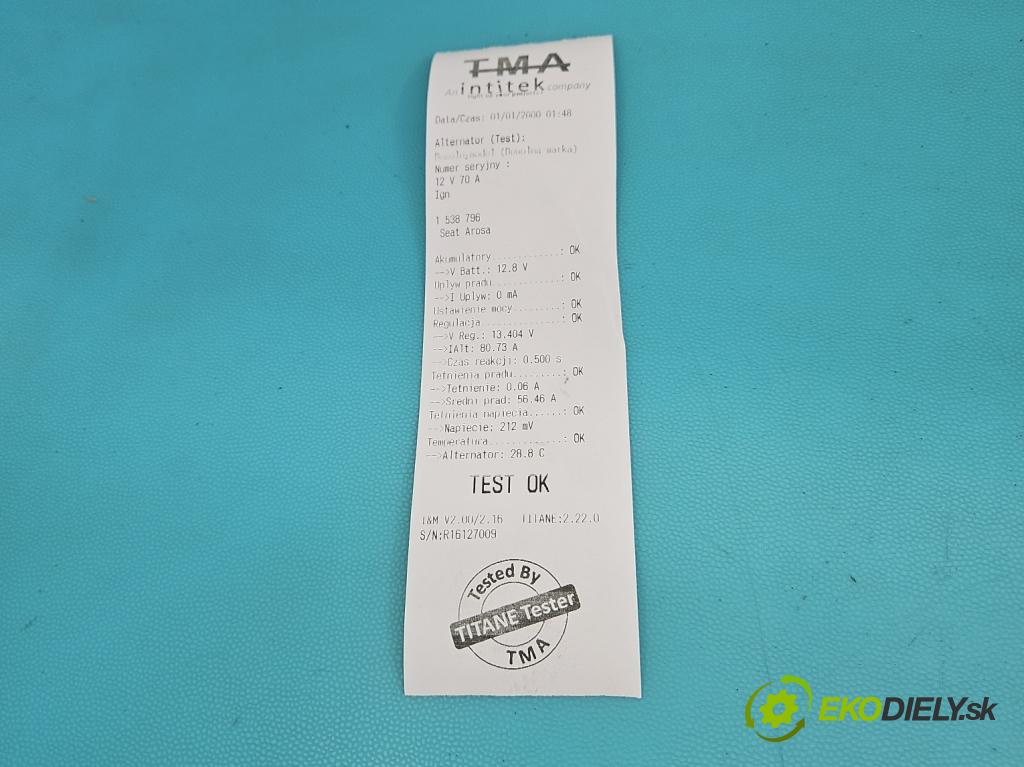 TMA
An intitek company
Data/Czas: 01/01/2000 01:48
Alternator (Test):
(Dowolna marka)
Numer seryjny :
12 V 70 A
Ign
1 538 796
Seat Arosa
Akumulatory............: OK
-->V Batt.: 12.8 V
Uplyw pradu............: OK
-->I Uplyw: 0 mA
Ustawienie mocy........: OK
Regulacja..............: OK
-->V Reg.: 13.404 V
-->IAlt: 80.73 A
-->Czas reakcji: 0.500 s
Tetnienia pradu........: OK
-->Tetnienie: 0.06 A
-->Sredni prad: 56.46 A
Tetnienia napiecia.....: OK
-->Napiecie: 212 mV
Temperatura............: OK
-->Alternator: 28.8 C
TEST OK
I&M V2.00/2.16 TITANE:2.22.0
S/N:R16127009
Tested By
TITANE Tester
TMA
EKODIELY.sk